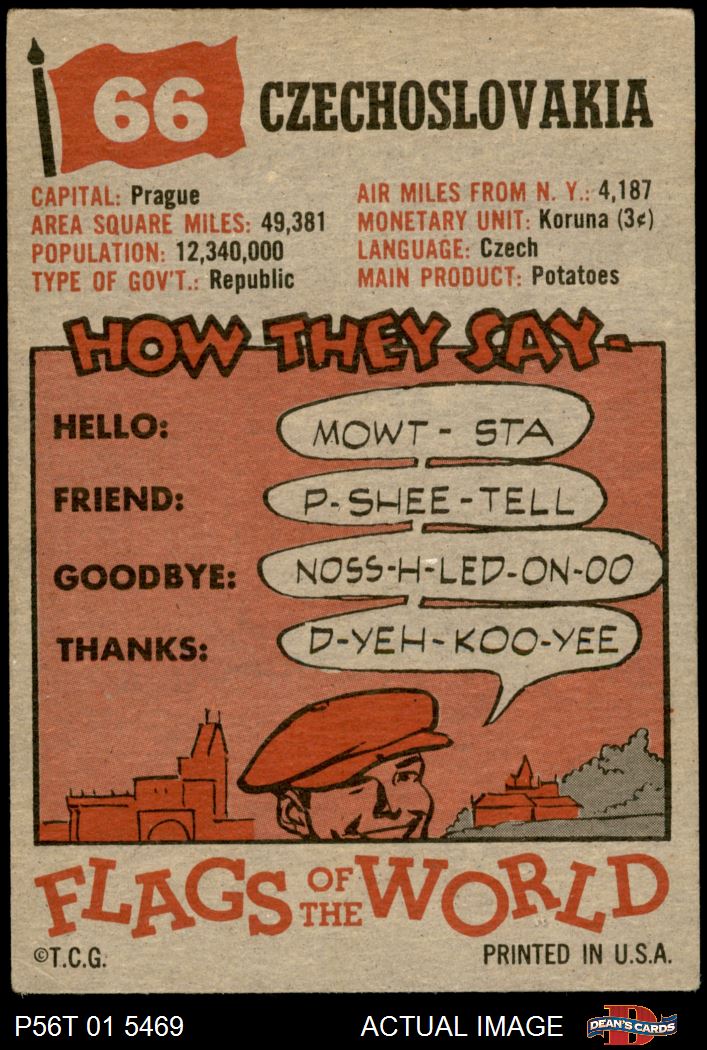 66 CZECHOSLOVAKIA
CAPITAL: Prague
AREA SQUARE MILES: 49,381
POPULATION: 12,340,000
TYPE OF GOV'T.: Republic
AIR MILES FROM N. Y.: 4,187
MONETARY UNIT: Koruna (3¢)
LANGUAGE: Czech
MAIN PRODUCT: Potatoes
HOW THEY SAY-
HELLO: MOWT - STA
FRIEND: P-SHEE-TELL
GOODBYE: NOSS-H-LED-ON-OO
THANKS: D-YEH-KOO-YEE
FLAGS OF THE WORLD
©T.C.G. PRINTED IN U.S.A.
P56T 01 5469 ACTUAL IMAGE D DEAN'S CARDS